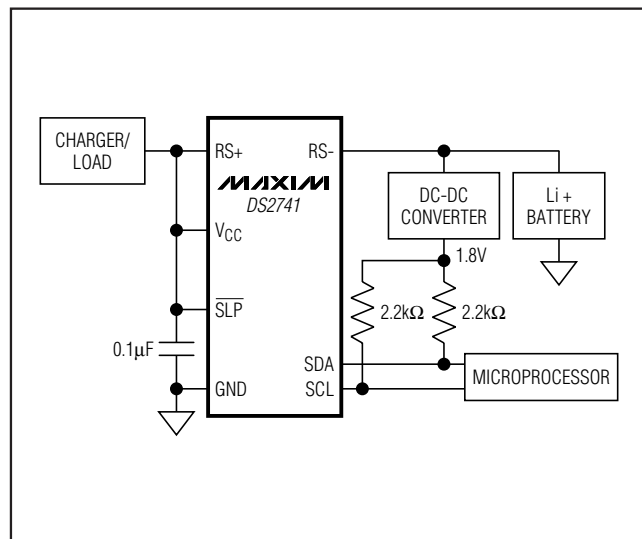 CHARGER/
LOAD
RS+
RS-
MAXIM
DS2741
VCC
SLP
GND
0.1µF
DC-DC
CONVERTER
Li +
BATTERY
1.8V
2.2kΩ
2.2kΩ
SDA
SCL
MICROPROCESSOR